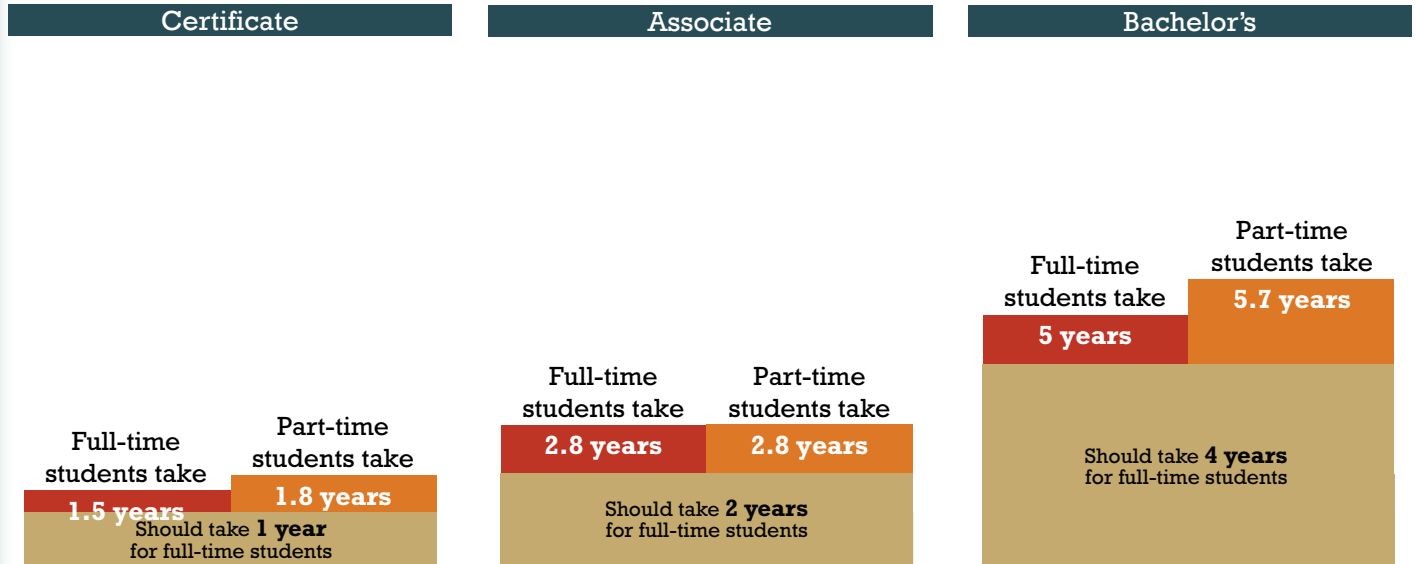 Certificate
Full-time
students take
1.5 years
Part-time
students take
1.8 years
Should take 1 year
for full-time students
Associate
Full-time
students take
2.8 years
Part-time
students take
2.8 years
Should take 2 years
for full-time students
Bachelor's
Full-time
students take
5 years
Part-time
students take
5.7 years
Should take 4 years
for full-time students